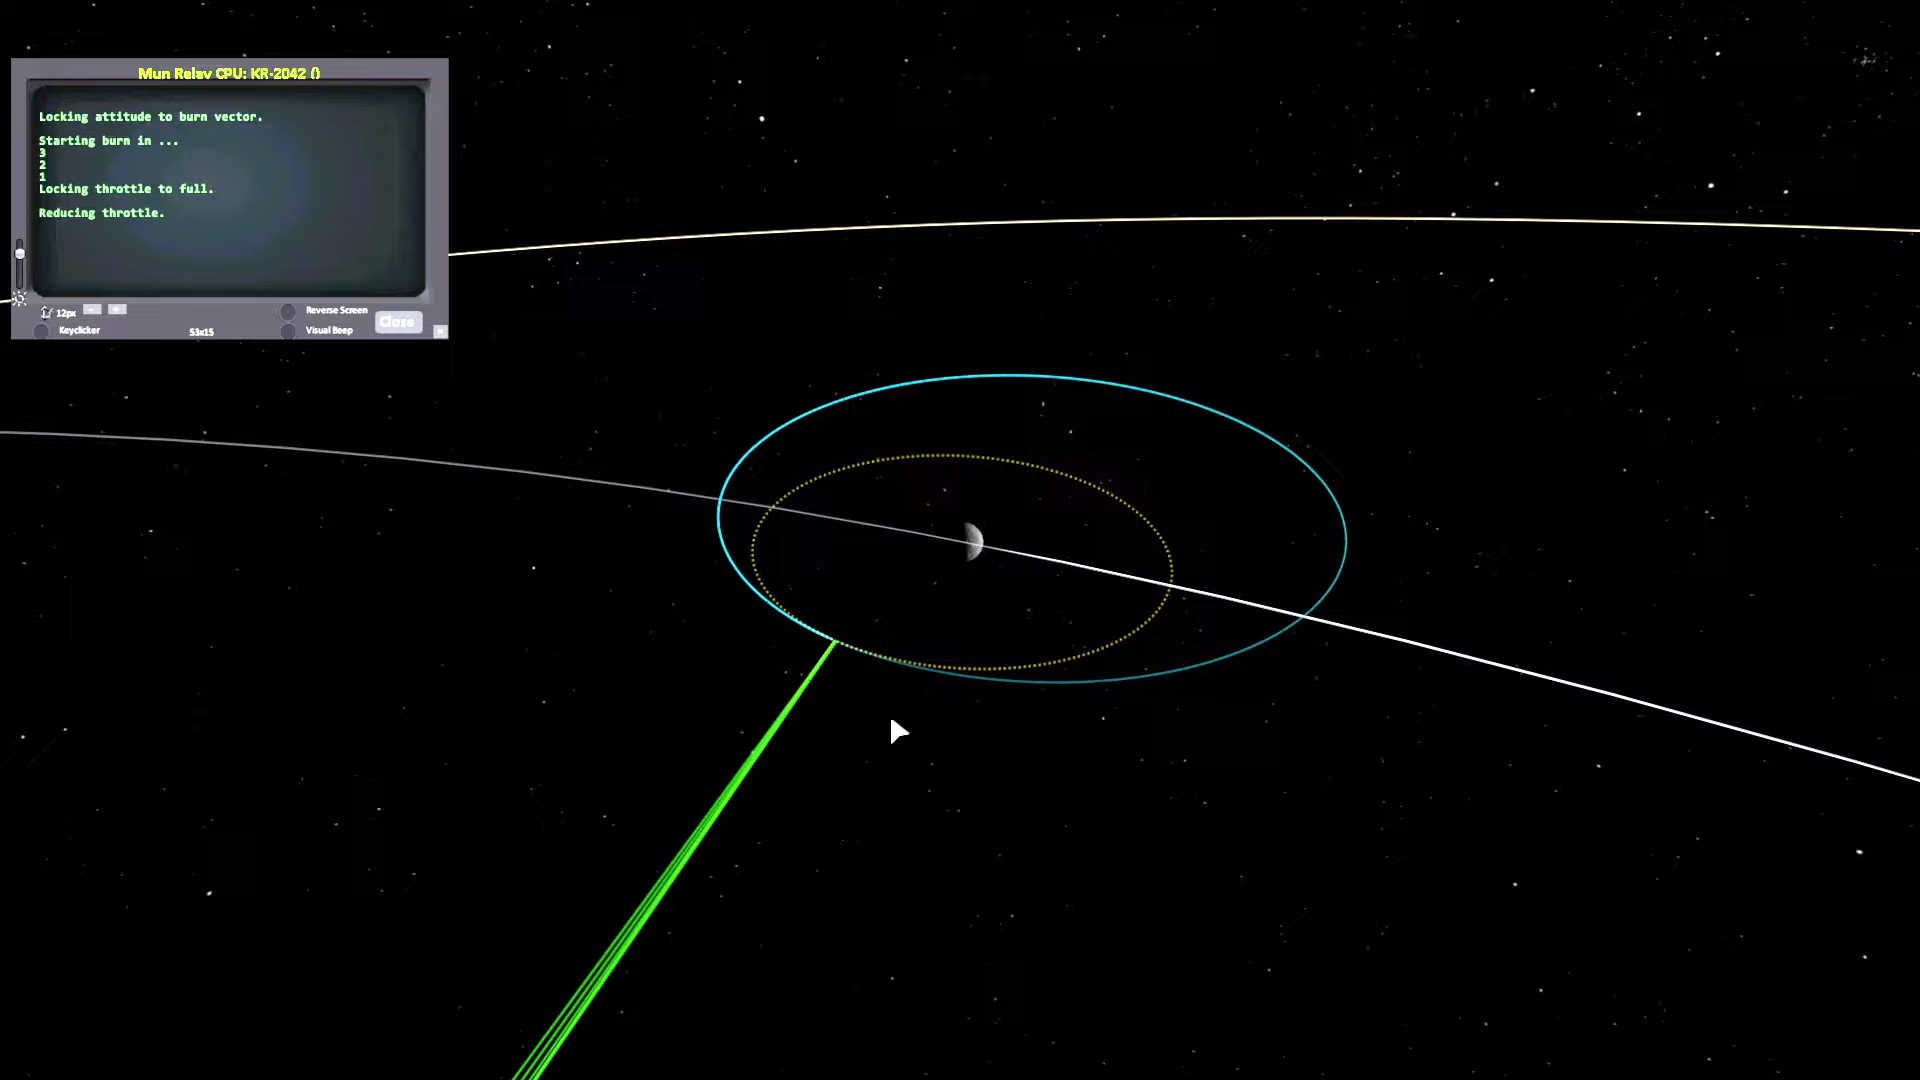 Mun Relay CPU: KR-2042 ()
Locking attitude to burn vector.
Starting burn in ...
3
2
1
Locking throttle to full.
Reducing throttle.
12px
- +
Reverse Screen
Close
Keyclicker
53x15
Visual Beep